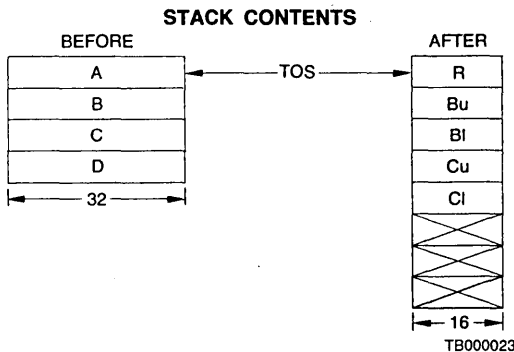 STACK CONTENTS
BEFORE
AFTER
A
TOS
R
B
Bu
C
Bl
D
Cu
32
Cl
16
TB000023